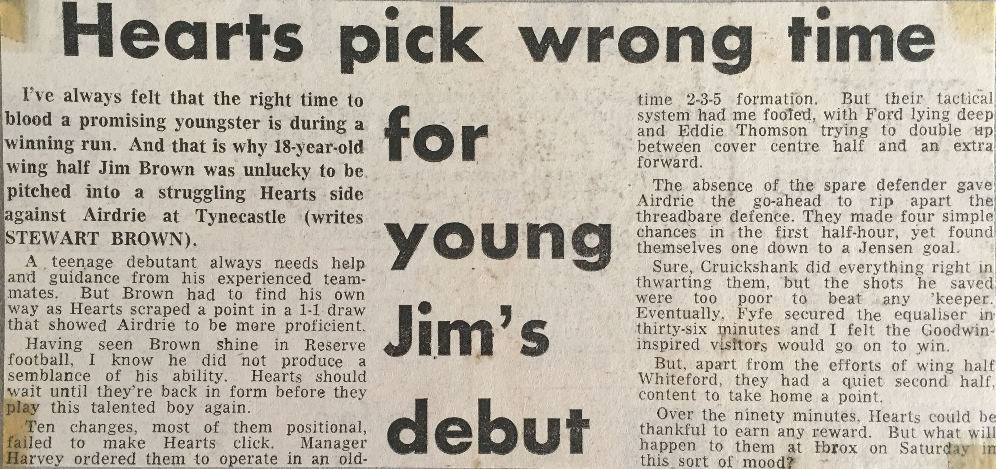 Hearts pick wrong time
for
young
Jim's
debut
I've always felt that the right time to
blood a promising youngster is during a
winning run. And that is why 18-year-old
wing half Jim Brown was unlucky to be
pitched into a struggling Hearts side
against Airdrie at Tynecastle (writes
STEWART BROWN).
A teenage debutant always needs help
and guidance from his experienced team-
mates. But Brown had to find his own
way as Hearts scraped a point in a 1-1 draw
that showed Airdrie to be more proficient.
Having seen Brown shine in Reserve
football, I know he did not produce a
semblance of his ability. Hearts should
wait until they're back in form before they
play this talented boy again.
Ten changes, most of them positional,
failed to make Hearts click. Manager
Harvey ordered them to operate in an old-
time 2-3-5 formation. But their tactical
system had me fooled, with Ford lying deep
and Eddie Thomson trying to double up
between cover centre half and an extra
forward.
The absence of the spare defender gave
Airdrie the go-ahead to rip apart the
threadbare defence. They made four simple
chances in the first half-hour, yet found
themselves one down to a Jensen goal.
Sure, Cruickshank did everything right in
thwarting them, but the shots he saved
were too poor to beat any 'keeper.
Eventually, Fyfe secured the equaliser in
thirty-six minutes and I felt the Goodwin-
inspired visitors would go on to win.
But, apart from the efforts of wing half
Whiteford, they had a quiet second half,
content to take home a point.
Over the ninety minutes, Hearts could be
thankful to earn any reward. But what will
happen to them at Ibrox on Saturday in
this sort of mood?